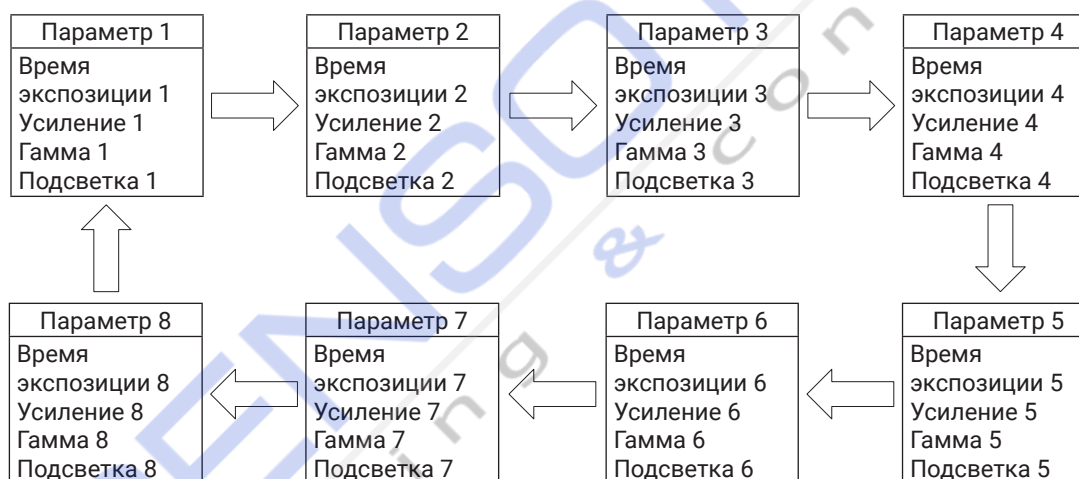 Параметр 1
Время
экспозиции 1
Усиление 1
Гамма 1
Подсветка 1
Параметр 2
Время
экспозиции 2
Усиление 2
Гамма 2
Подсветка 2
Параметр 3
Время
экспозиции 3
Усиление 3
Гамма 3
Подсветка 3
Параметр 4
Время
экспозиции 4
Усиление 4
Гамма 4
Подсветка 4
Параметр 8
Время
экспозиции 8
Усиление 8
Гамма 8
Подсветка 8
Параметр 7
Время
экспозиции 7
Усиление 7
Гамма 7
Подсветка 7
Параметр 6
Время
экспозиции 6
Усиление 6
Гамма 6
Подсветка 6
Параметр 5
Время
экспозиции 5
Усиление 5
Гамма 5
Подсветка 5